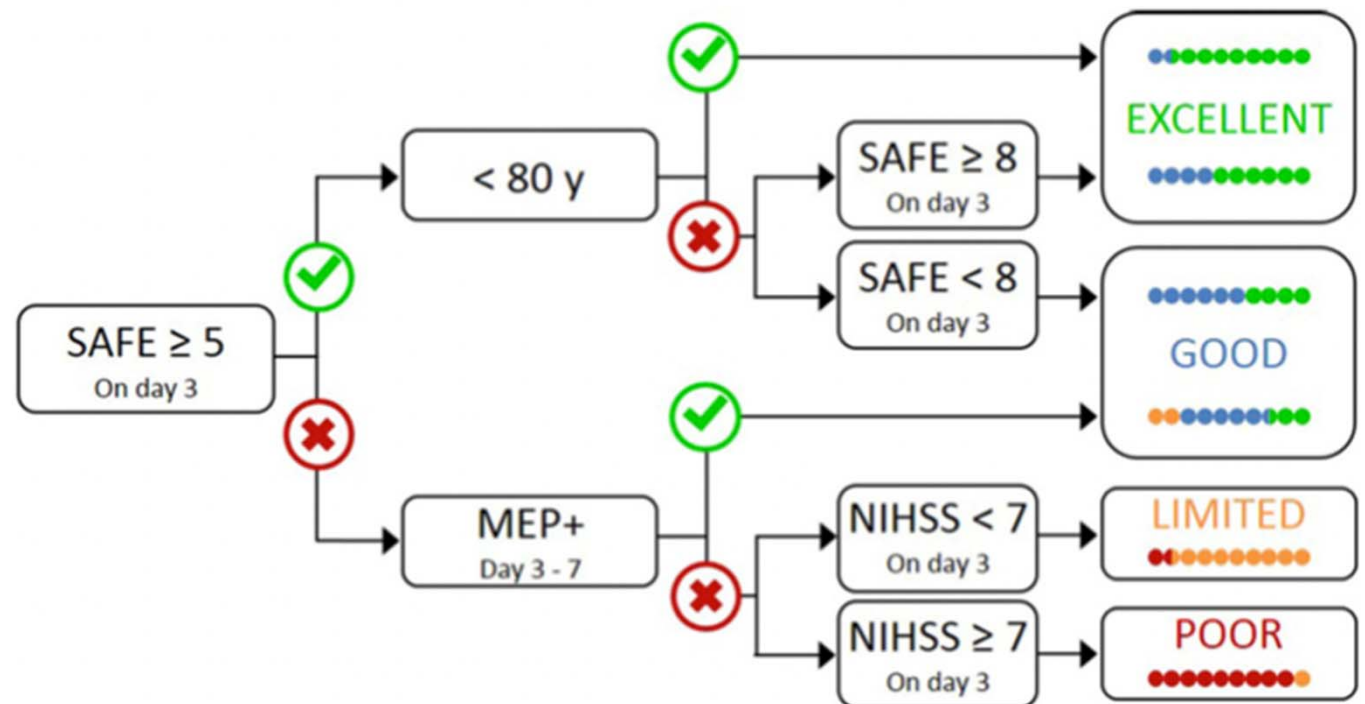 SAFE ≥ 5
On day 3
< 80 y
MEP+
Day 3 - 7
SAFE ≥ 8
On day 3
SAFE < 8
On day 3
NIHSS < 7
On day 3
NIHSS ≥ 7
On day 3
EXCELLENT
GOOD
LIMITED
POOR